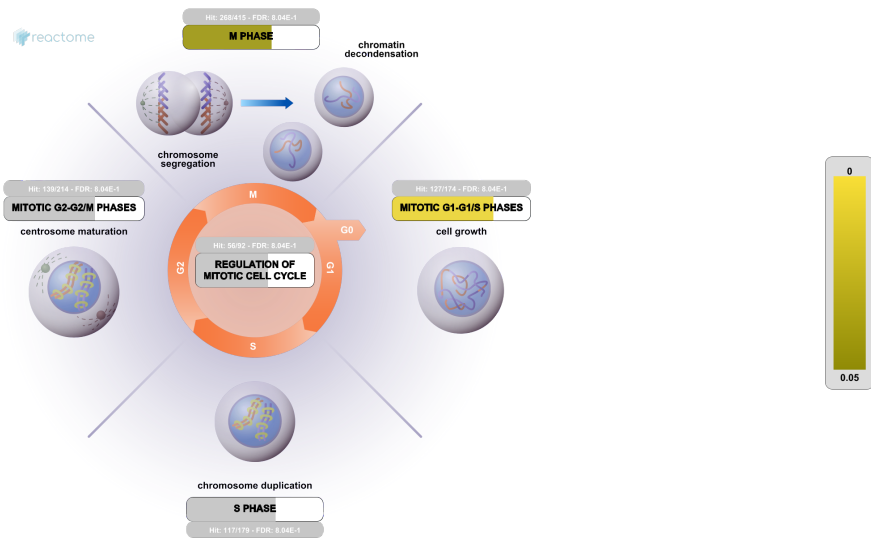 Hit: 268/415 - FDR: 8.04E-1
M PHASE
reactome
chromatin
decondensation
chromosome
segregation
Hit: 139/214 - FDR: 8.04E-1
MITOTIC G2-G2/M PHASES
centrosome maturation
Hit: 127/174 - FDR: 8.04E-1
MITOTIC G1-G1/S PHASES
cell growth
M
G0
G1
S
G2
Hit: 56/92 - FDR: 8.04E-1
REGULATION OF
MITOTIC CELL CYCLE
chromosome duplication
S PHASE
Hit: 117/179 - FDR: 8.04E-1
0
0.05